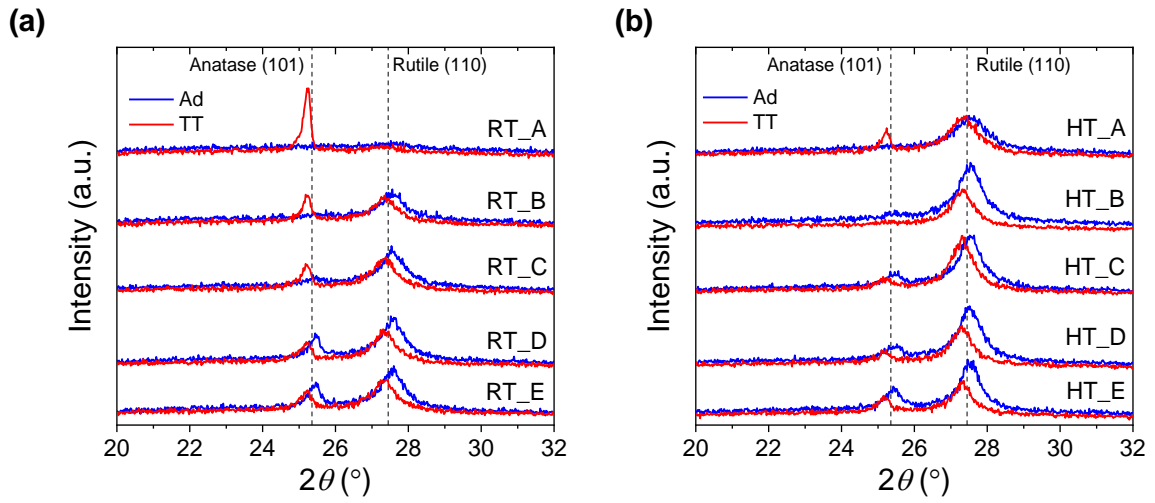 (a)
Anatase (101)
Rutile (110)
Ad
TT
RT_A
RT_B
RT_C
RT_D
RT_E
Intensity (a.u.)
20 22 24 26 28 30 32
2θ (°)
(b)
Anatase (101)
Rutile (110)
Ad
TT
HT_A
HT_B
HT_C
HT_D
HT_E
Intensity (a.u.)
20 22 24 26 28 30 32
2θ (°)